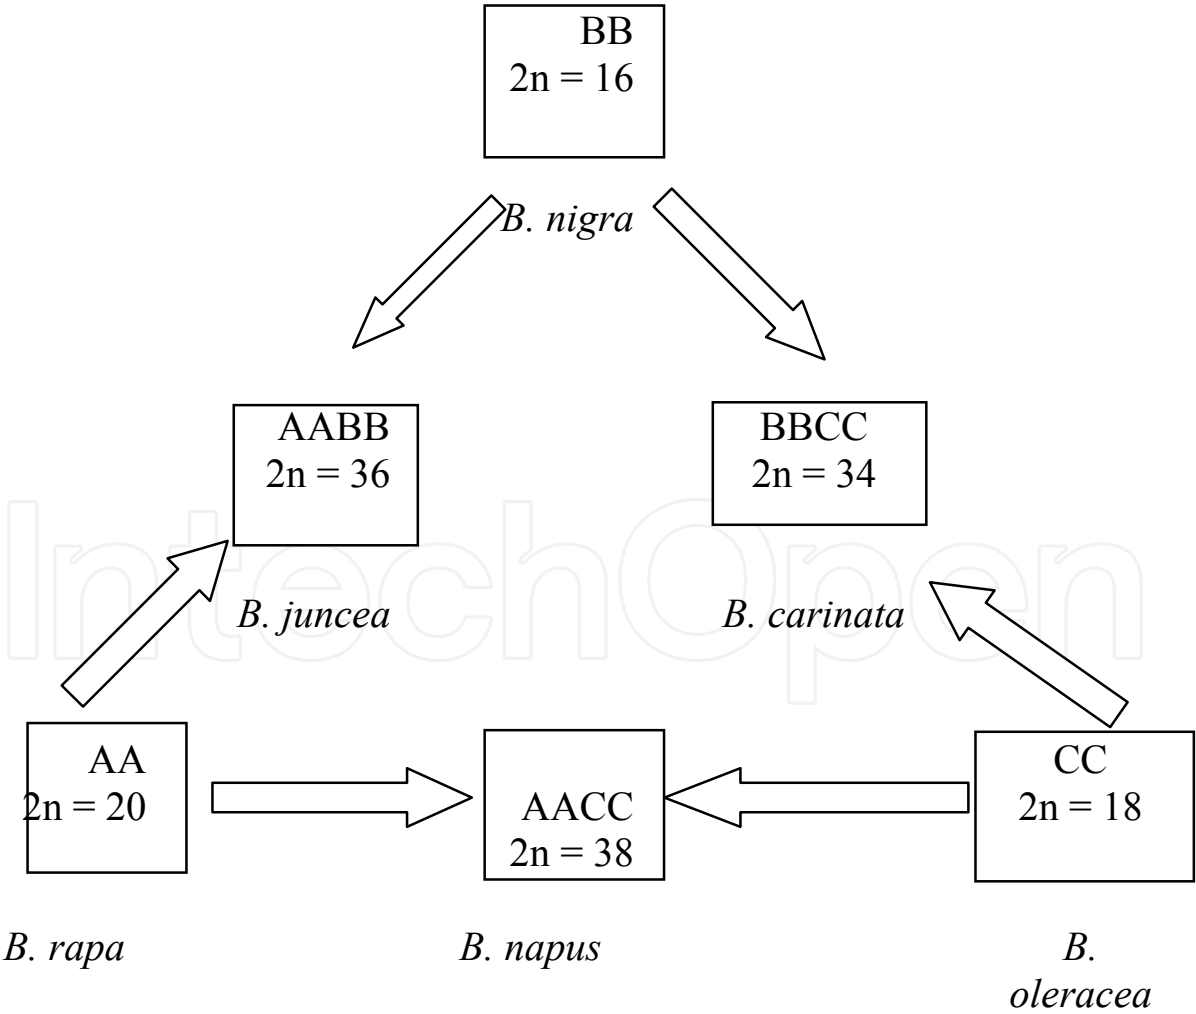 BB
2n = 16
B. nigra
AABB
2n = 36
BBCC
2n = 34
B. juncea
B. carinata
AA
2n = 20
AACC
2n = 38
CC
2n = 18
B. rapa
B. napus
B.
oleracea
IntechOpen